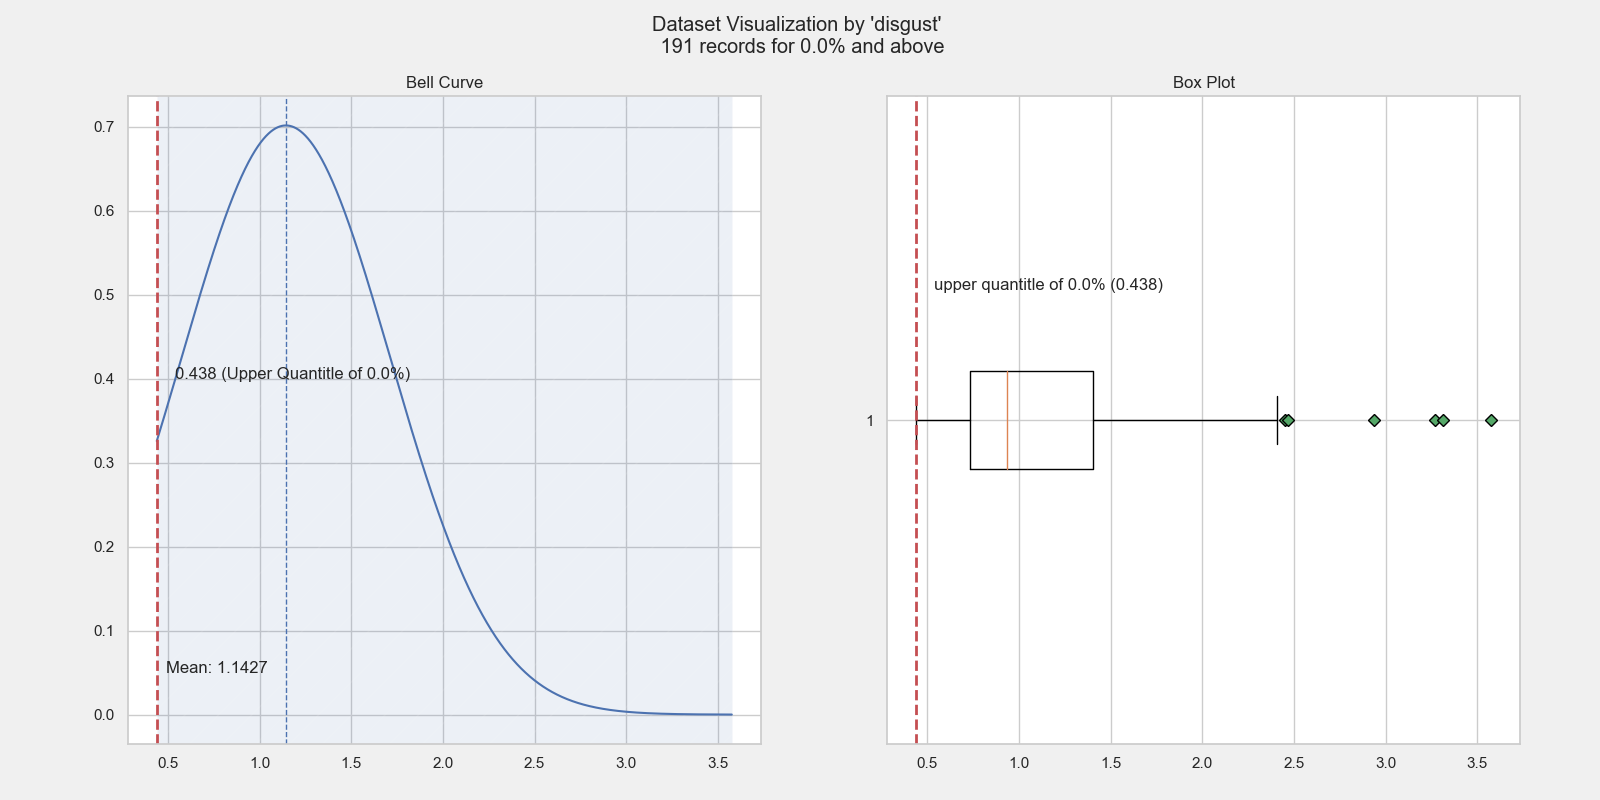 Dataset Visualization by 'disgust'
191 records for 0.0% and above
Bell Curve
0.7
0.6
0.5
0.4
0.3
0.2
0.1
0.0
0.438 (Upper Quantitle of 0.0%)
Mean: 1.1427
0.5 1.0 1.5 2.0 2.5 3.0 3.5
Box Plot
upper quantitle of 0.0% (0.438)
1
0.5 1.0 1.5 2.0 2.5 3.0 3.5